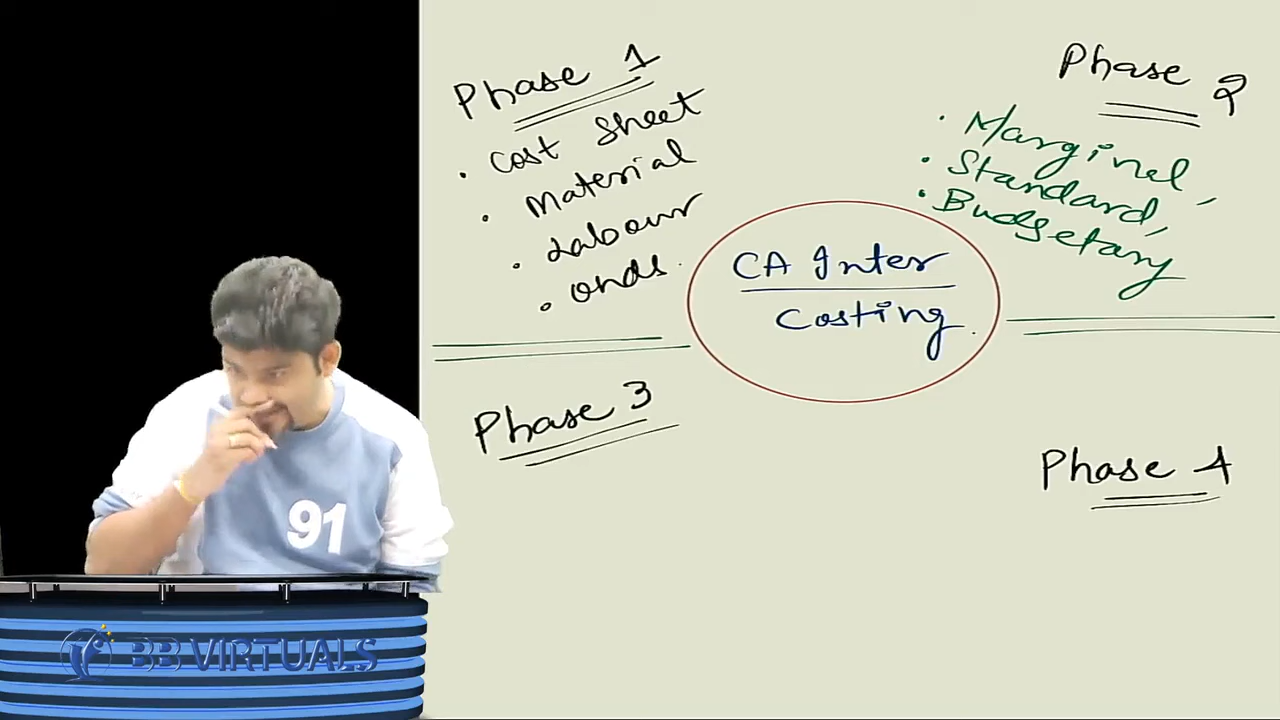 Phase 1
• Cost Sheet
• Material
• Labour
• OHDs.
Phase 2
• Marginal,
• Standard,
• Budgetary
CA Inter
Costing.
Phase 3
Phase 4
91
BB VIRTUALS